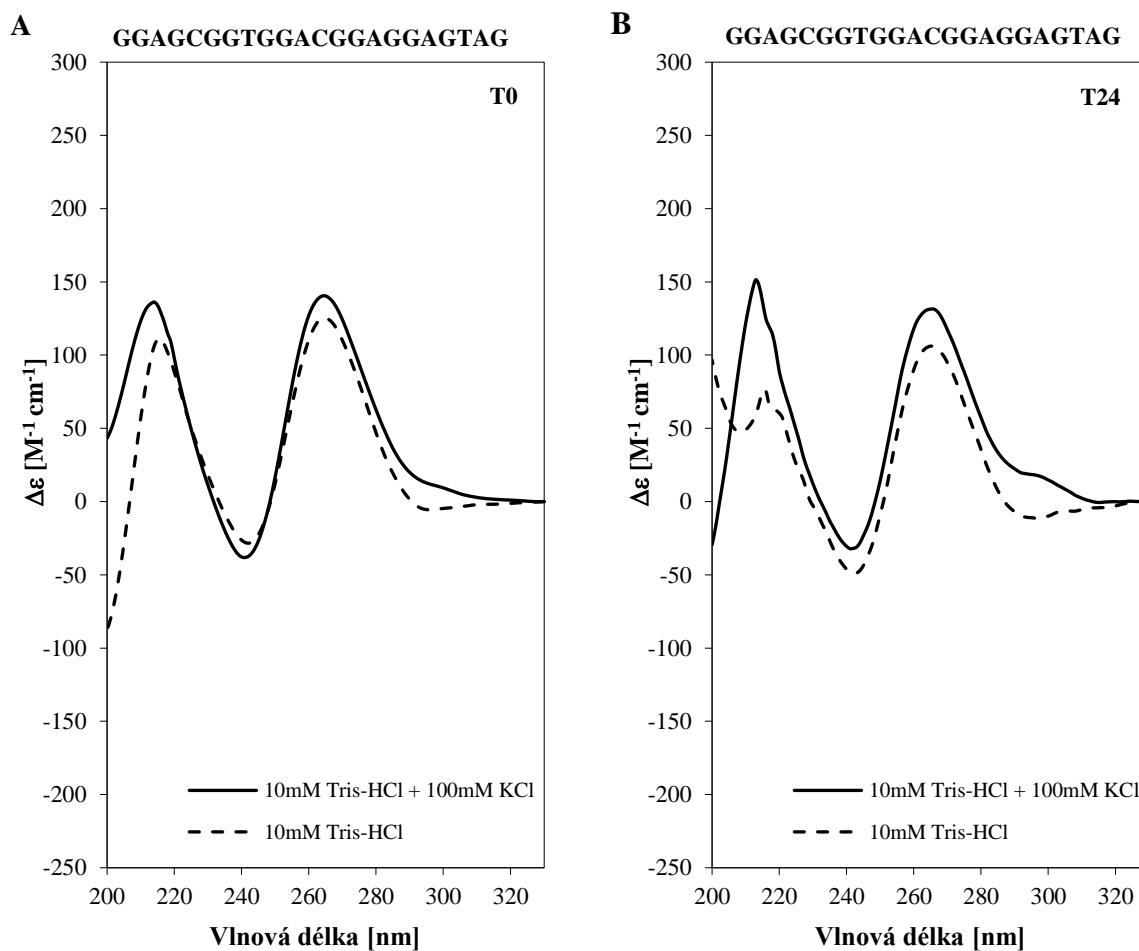 A
GGAGCGGTGGACGGAGGAGTAG
T0
300
250
200
150
100
50
0
-50
-100
-150
-200
-250
Δε [M-1 cm-1]
10mM Tris-HCl + 100mM KCl
10mM Tris-HCl
200 220 240 260 280 300 320
Vlnová délka [nm]
B
GGAGCGGTGGACGGAGGAGTAG
T24
300
250
200
150
100
50
0
-50
-100
-150
-200
-250
Δε [M-1 cm-1]
10mM Tris-HCl + 100mM KCl
10mM Tris-HCl
200 220 240 260 280 300 320
Vlnová délka [nm]